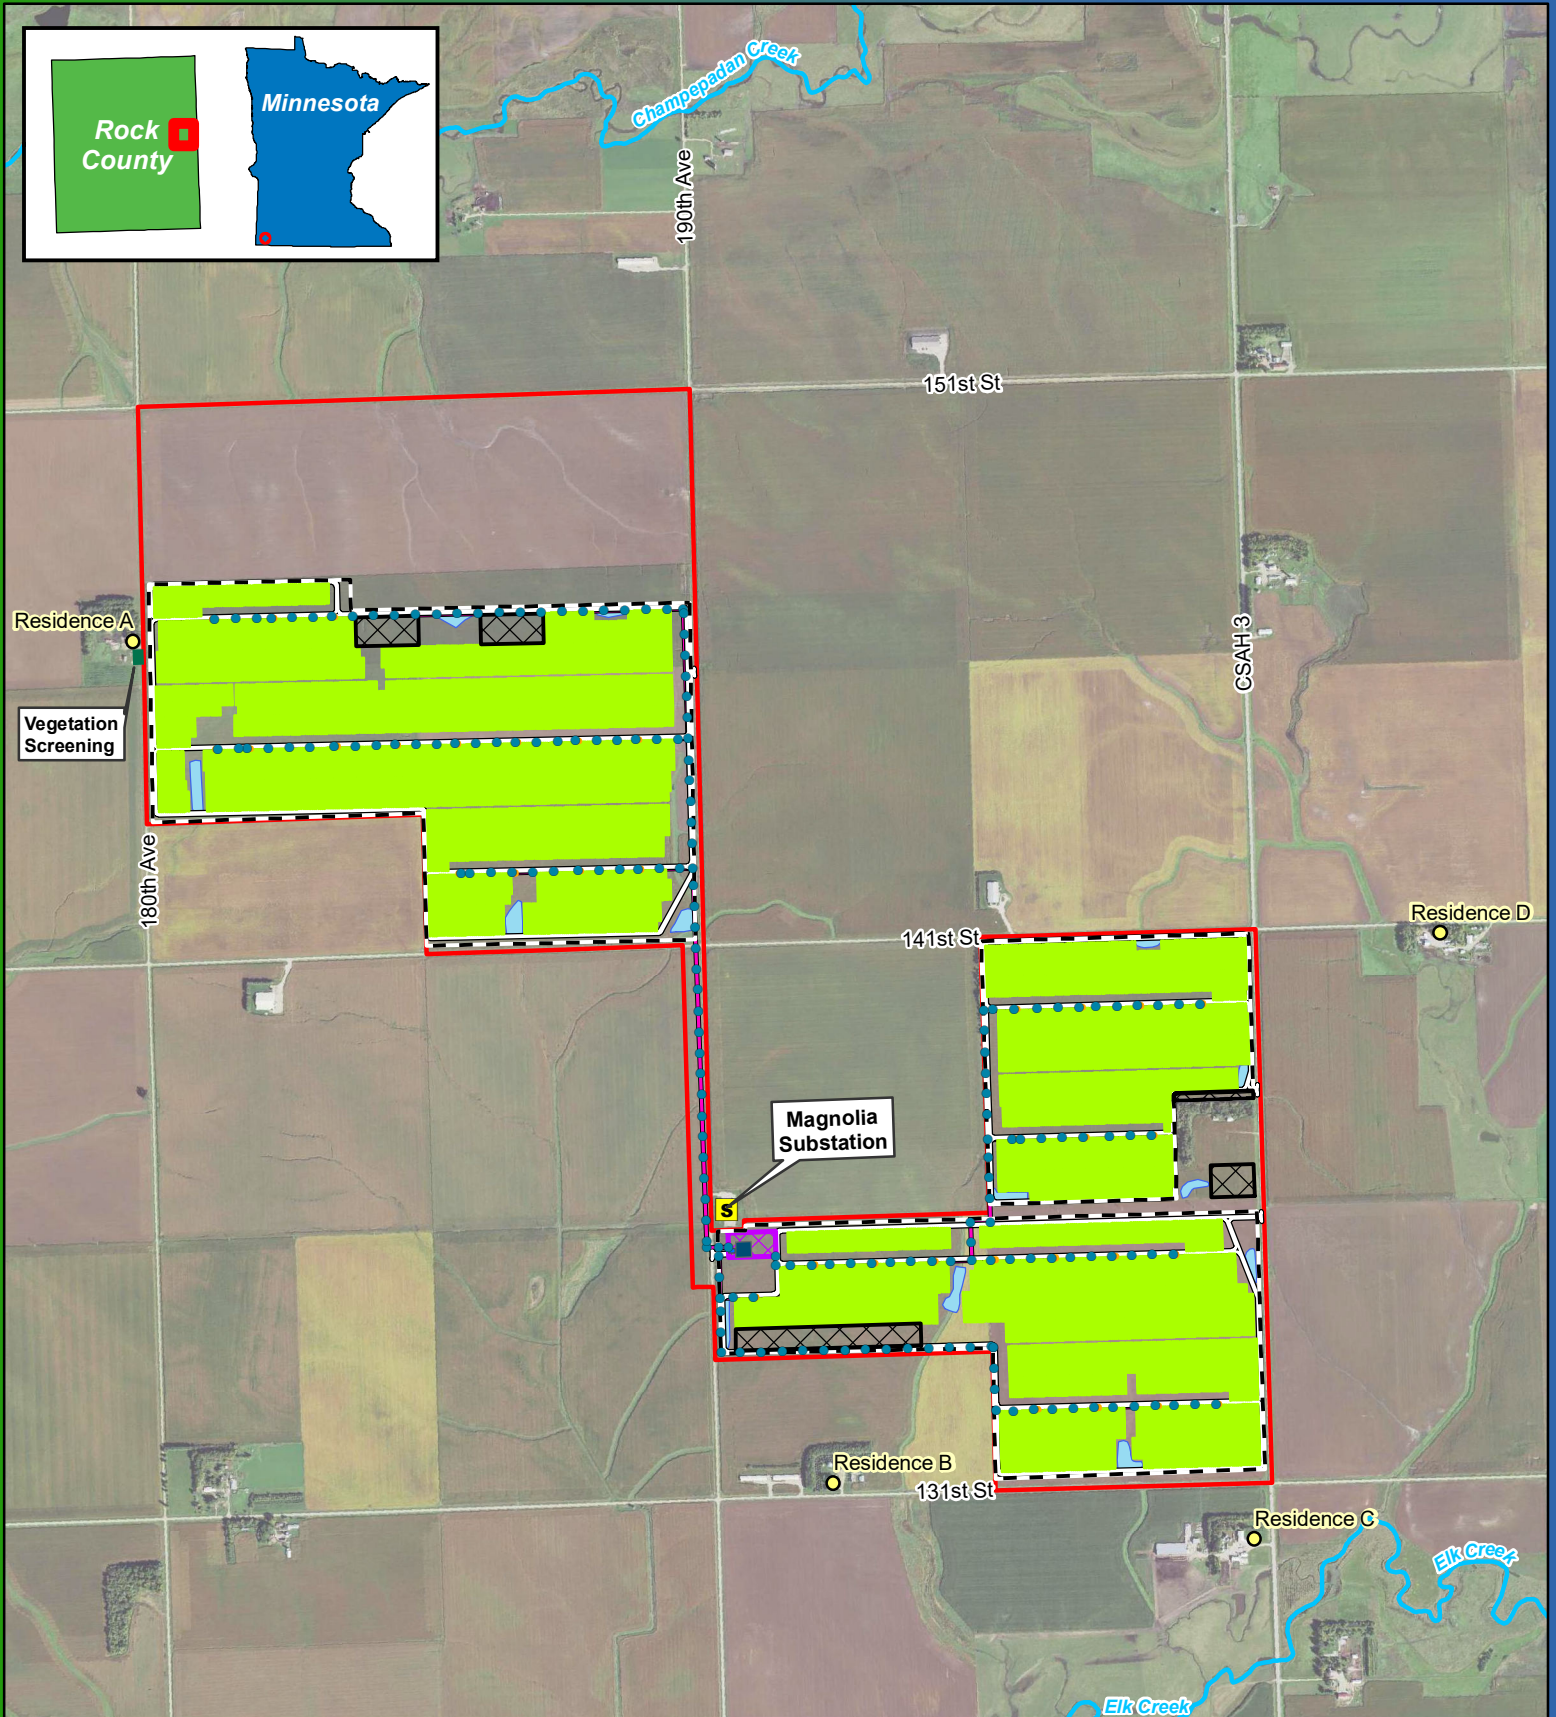 Rock
County
Minnesota
Champepadan Creek
190th Ave
151st St
Residence A
CSAH 3
Vegetation
Screening
180th Ave
Residence D
141st St
Magnolia
Substation
S
Residence B
131st St
Residence C
Elk Creek
Elk Creek